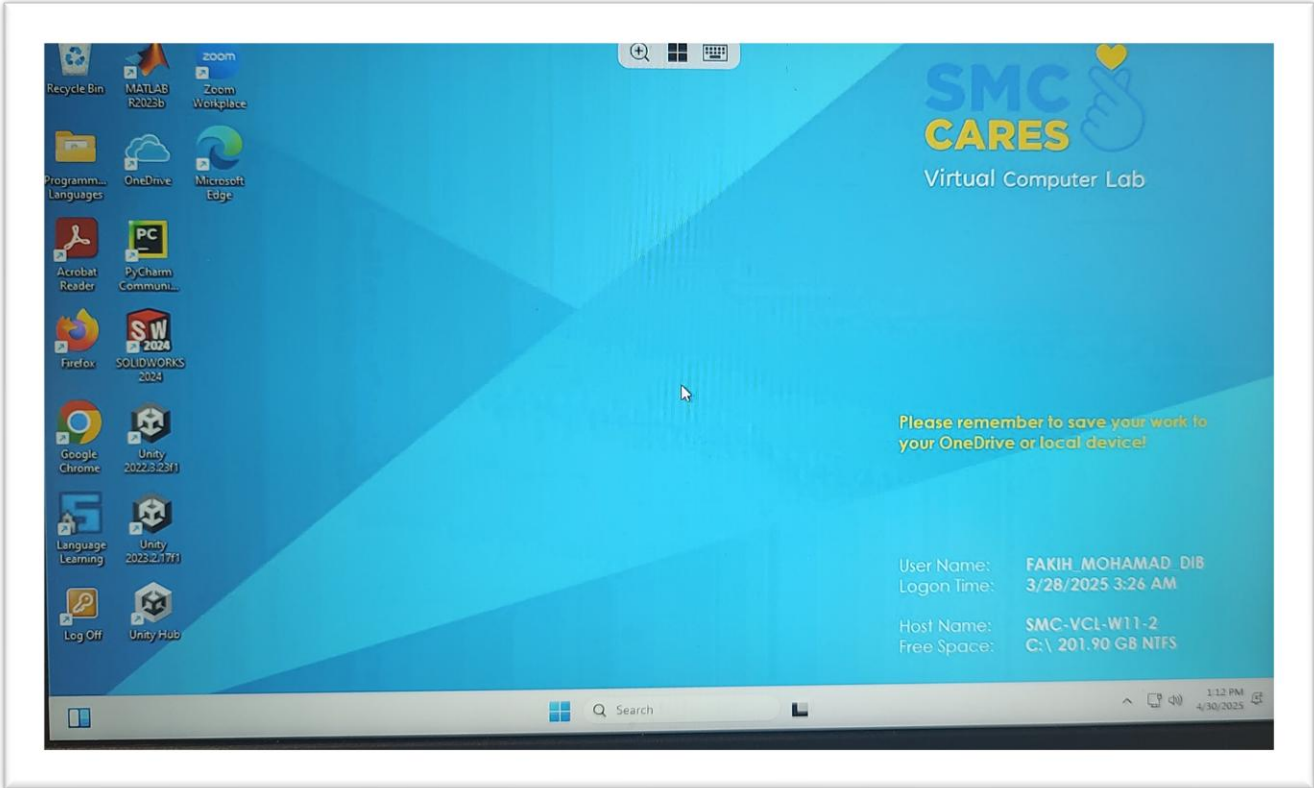 Recycle Bin
MATLAB
R2023b
zoom
Zoom
Workplace
Programm...
Languages
OneDrive
Microsoft
Edge
Acrobat
Reader
PC
PyCharm
Communi...
Firefox
SW
2024
SOLIDWORKS
2024
Google
Chrome
Unity
2022.3.23f1
Language
Learning
Unity
2023.2.17f1
Log Off
Unity Hub
SMC
CARES
Virtual Computer Lab
Please remember to save your work to
your OneDrive or local device!
User Name: FAKIH_MOHAMAD_DIB
Logon Time: 3/28/2025 3:26 AM
Host Name: SMC-VCL-W11-2
Free Space: C:\ 201.90 GB NTFS
Search
1:12 PM
4/30/2025